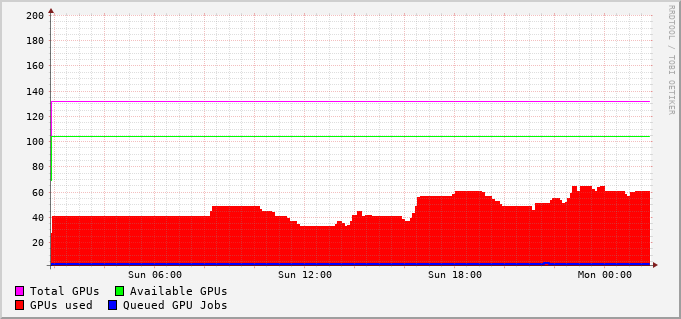 200
180
160
140
120
100
80
60
40
20
Sun 06:00 Sun 12:00 Sun 18:00 Mon 00:00
Total GPUs Available GPUs
GPUs used Queued GPU Jobs
RRDTOOL / TOBI OETIKER